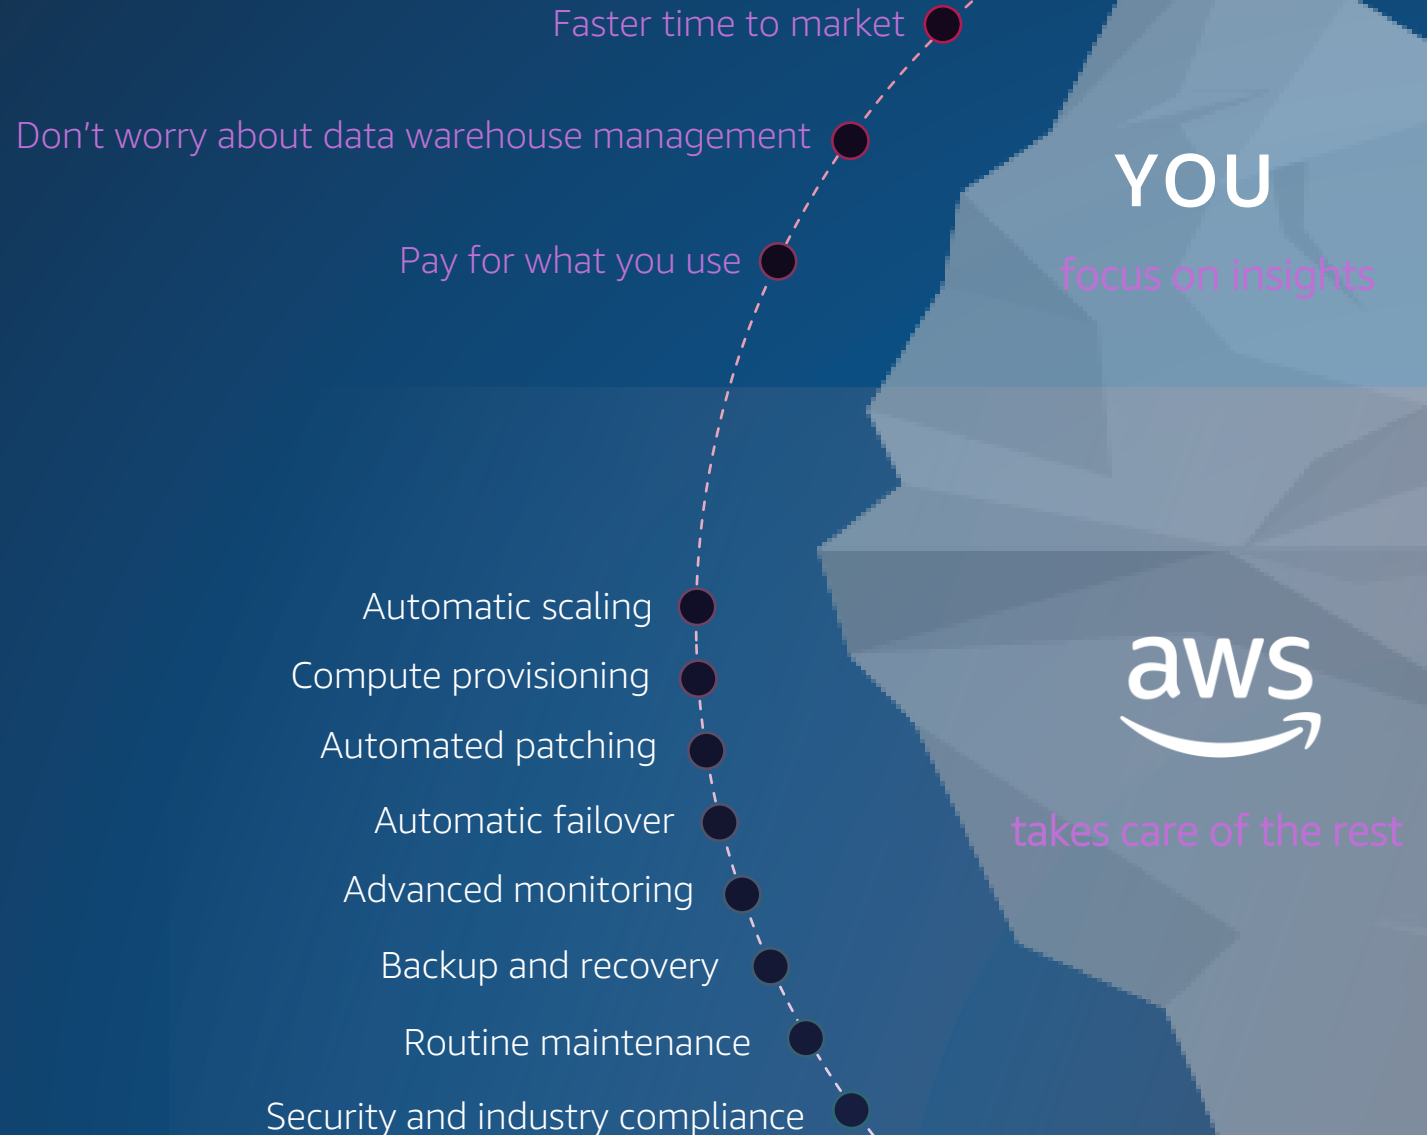 Faster time to market
Don't worry about data warehouse management
Pay for what you use
YOU
focus on insights
Automatic scaling
Compute provisioning
Automated patching
Automatic failover
Advanced monitoring
Backup and recovery
Routine maintenance
Security and industry compliance
aws
takes care of the rest